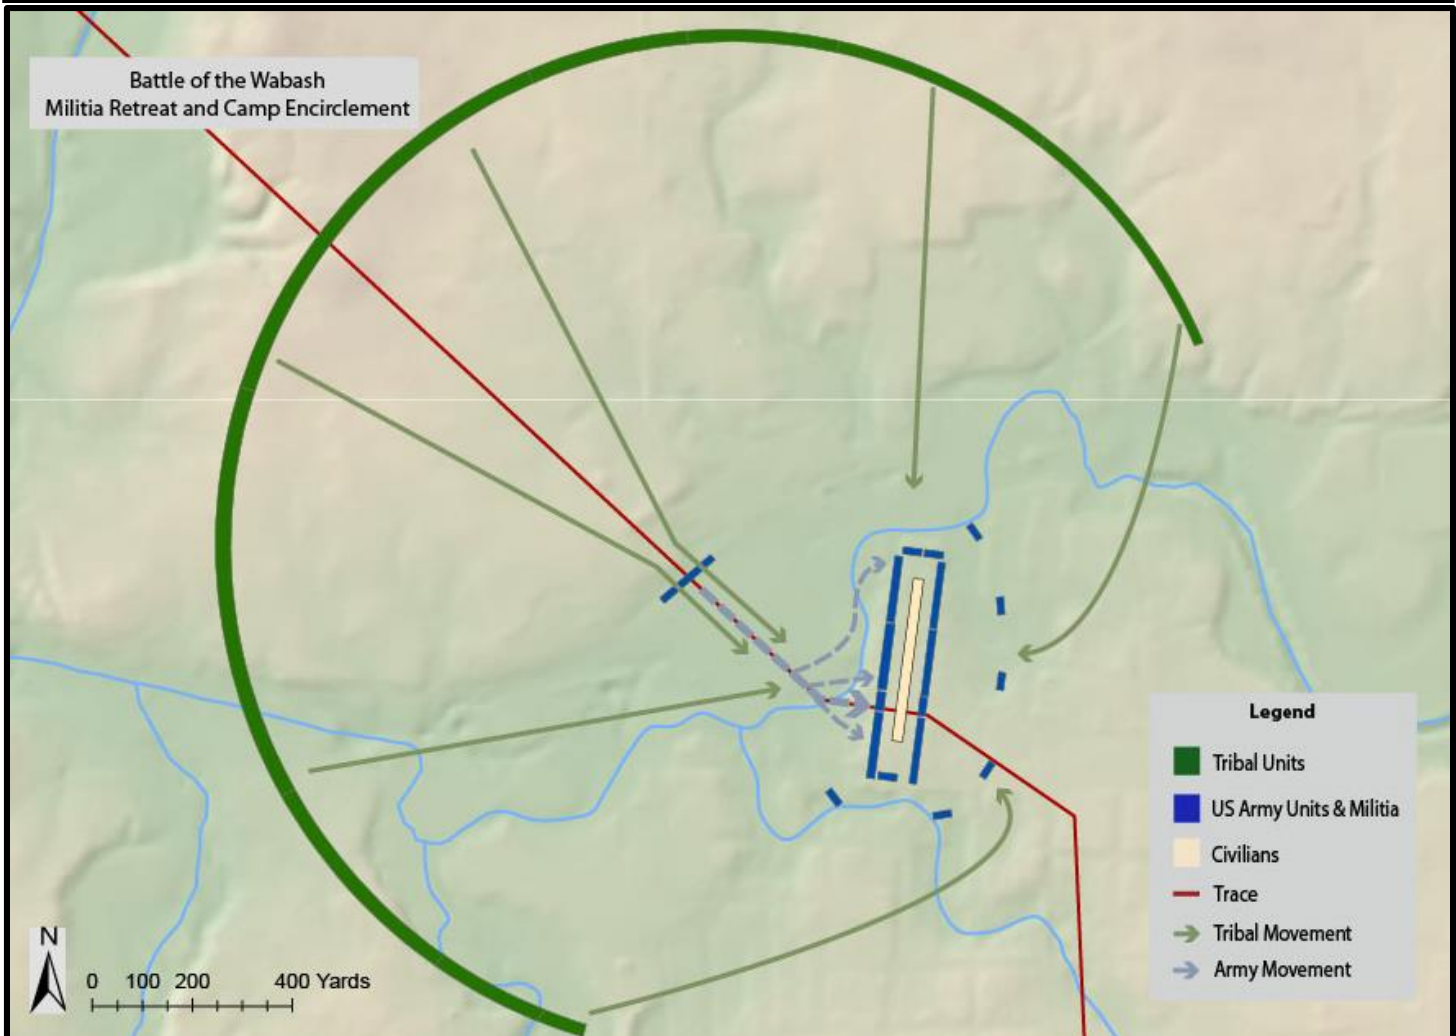 Battle of the Wabash
Militia Retreat and Camp Encirclement
Legend
Tribal Units
US Army Units & Militia
Civilians
Trace
Tribal Movement
Army Movement
N
0 100 200 400 Yards